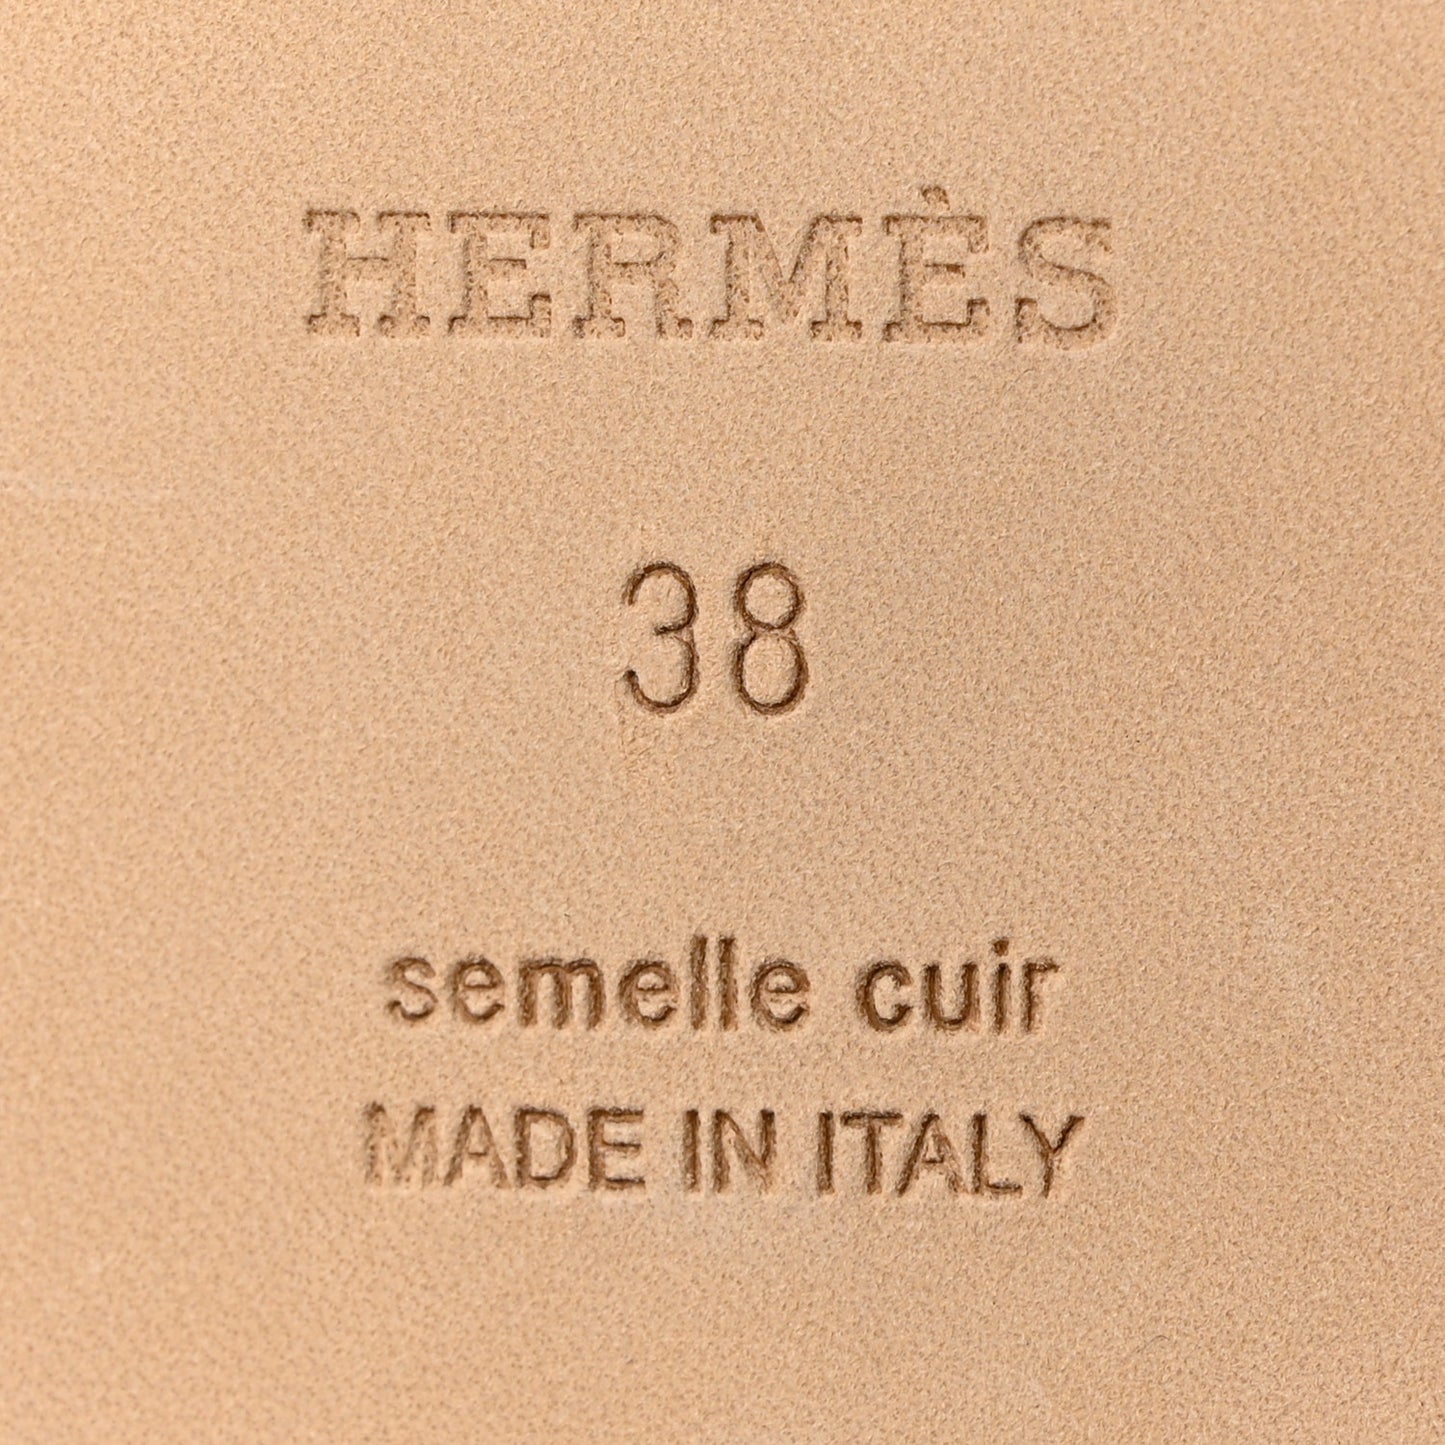 HERMÈS
38
semelle cuir
MADE IN ITALY